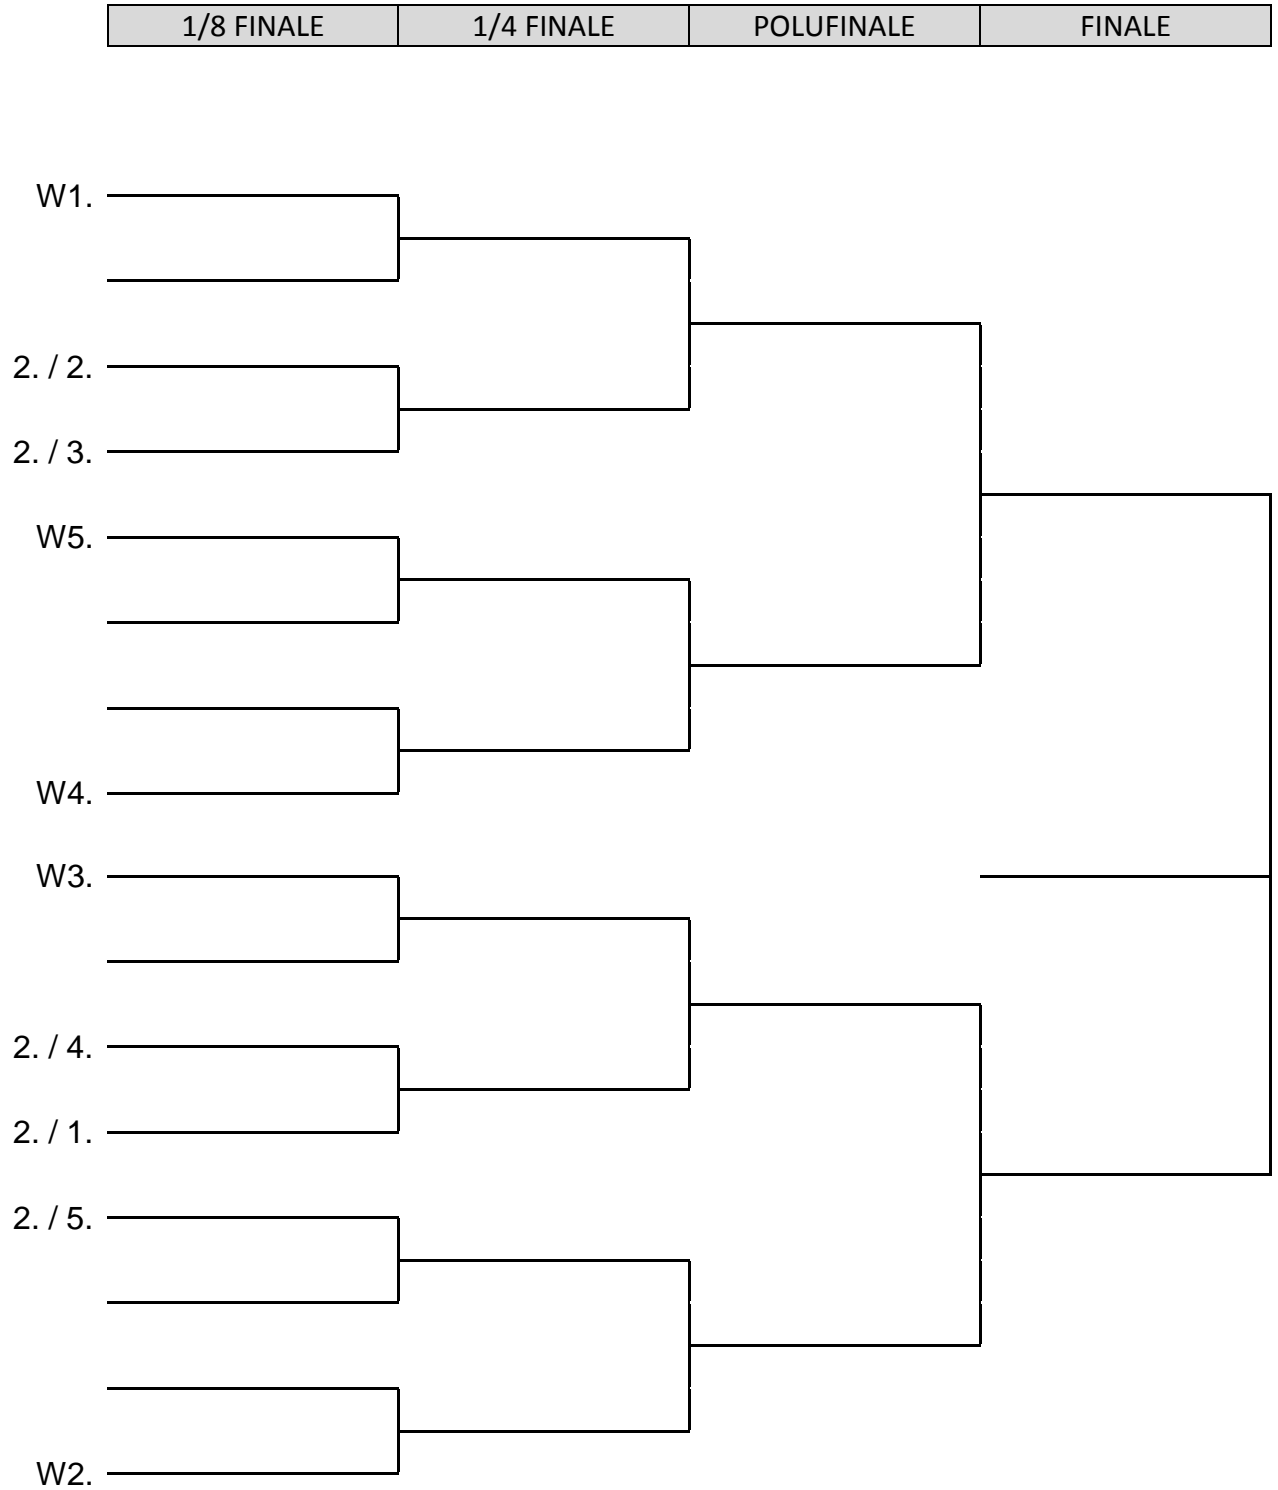 1/8 FINALE 1/4 FINALE POLUFINALE FINALE
W1.
2. / 2.
2. / 3.
W5.
W4.
W3.
2. / 4.
2. / 1.
2. / 5.
W2.